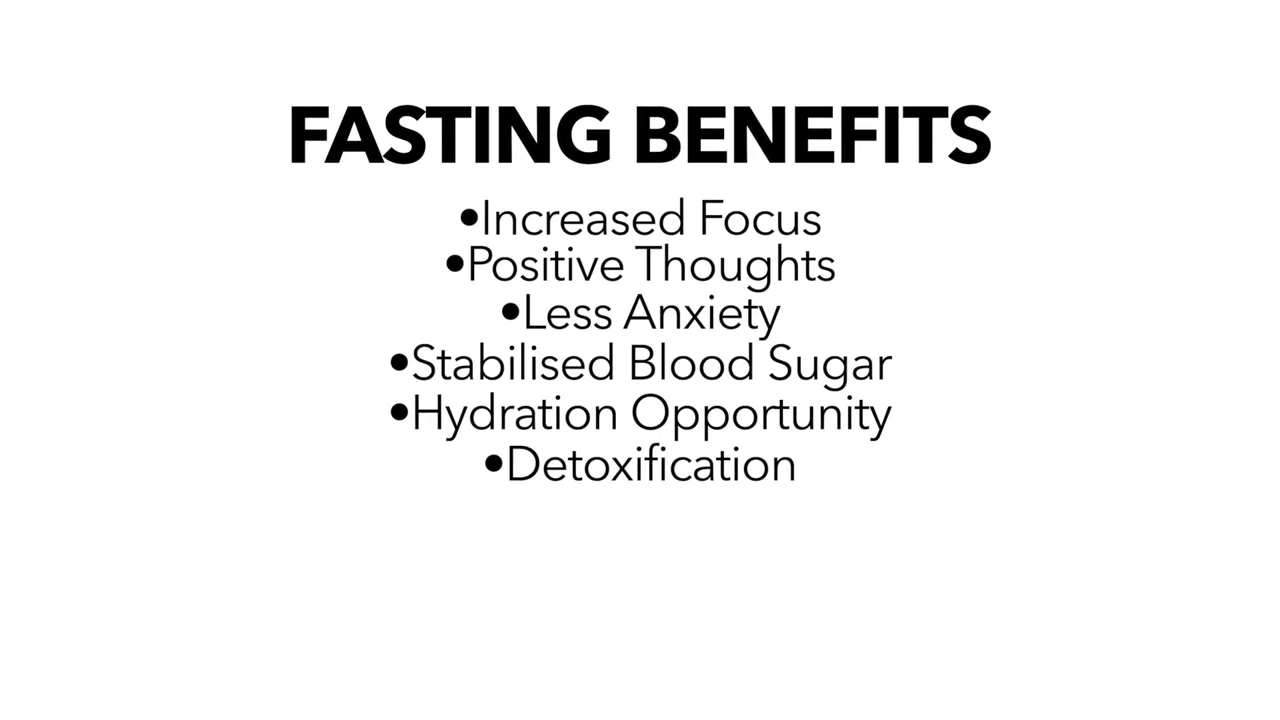 FASTING BENEFITS
•Increased Focus
•Positive Thoughts
•Less Anxiety
•Stabilised Blood Sugar
•Hydration Opportunity
•Detoxification